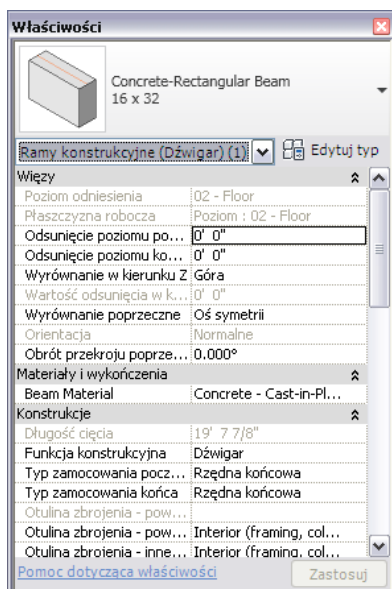 Właściwości
Concrete-Rectangular Beam
16 x 32
Ramy konstrukcyjne (Dźwigar) (1) Edytuj typ
Więzy
Poziom odniesienia 02 - Floor
Płaszczyzna robocza Poziom : 02 - Floor
Odsunięcie poziomu po... 0' 0"
Odsunięcie poziomu ko... 0' 0"
Wyrównanie w kierunku Z Góra
Wartość odsunięcia w k... 0' 0"
Wyrównanie poprzeczne Oś symetrii
Orientacja Normalne
Obrót przekroju poprze... 0.000°
Materiały i wykończenia
Beam Material Concrete - Cast-in-Pl...
Konstrukcje
Długość cięcia 19' 7 7/8"
Funkcja konstrukcyjna Dźwigar
Typ zamocowania pocz... Rzędna końcowa
Typ zamocowania końca Rzędna końcowa
Otulina zbrojenia - pow...
Otulina zbrojenia - pow... Interior (framing, col...
Otulina zbrojenia - inne... Interior (framing, col...
Pomoc dotycząca właściwości Zastosuj